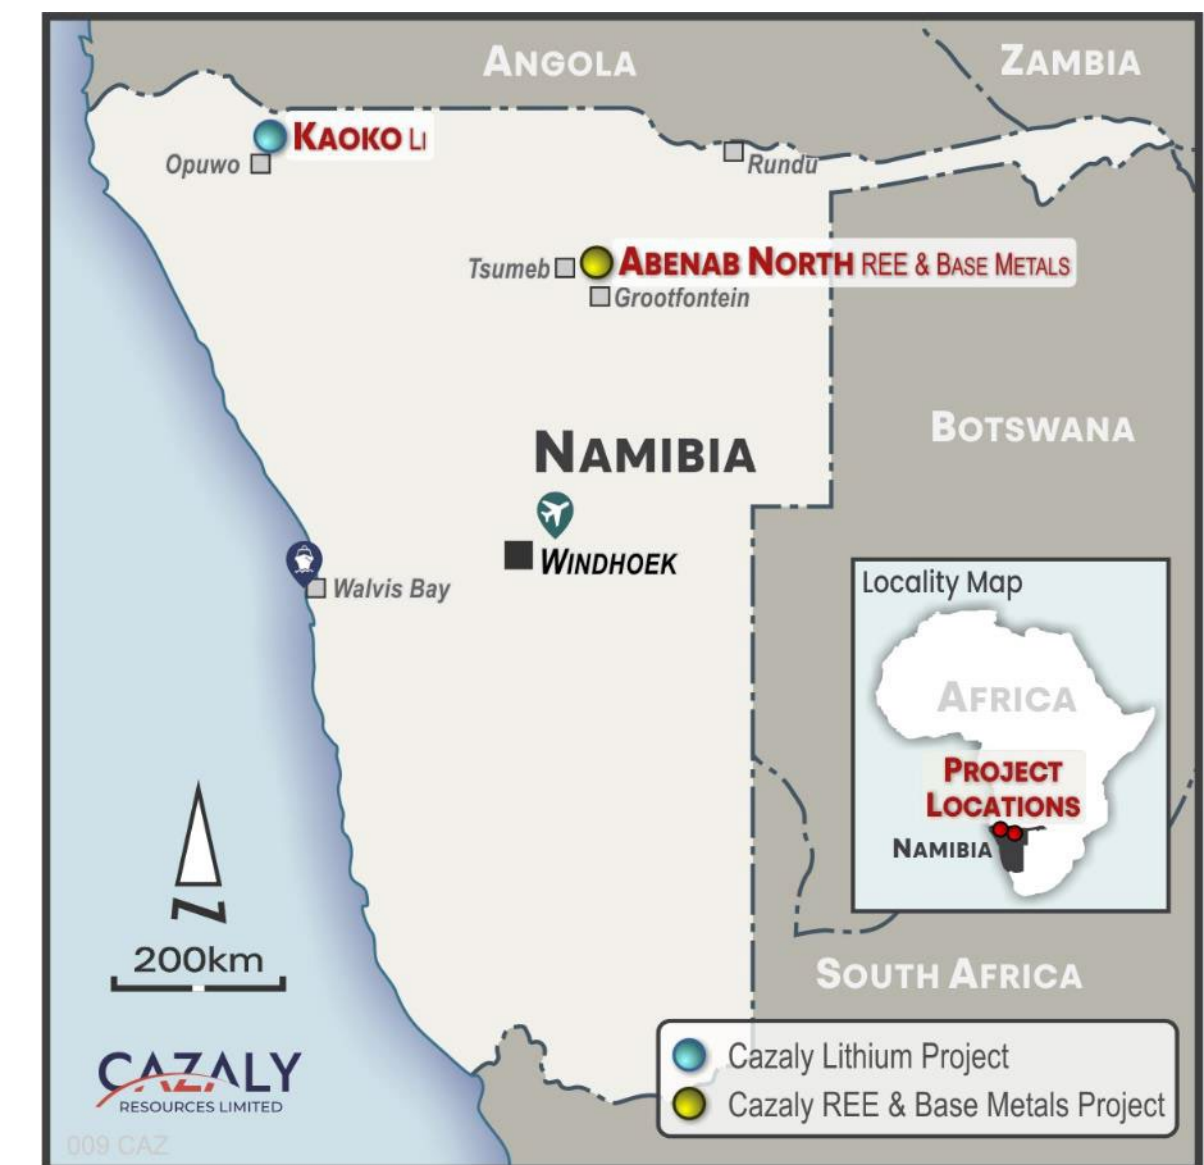 ANGOLA
ZAMBIA
KAOKO LI
Opuwo
Rundu
Tsumeb
ABENAB NORTH REE & BASE METALS
Grootfontein
BOTSWANA
NAMIBIA
WINDHOEK
Walvis Bay
Locality Map
AFRICA
PROJECT
LOCATIONS
NAMIBIA
N
200km
SOUTH AFRICA
CAZALY
RESOURCES LIMITED
Cazaly Lithium Project
Cazaly REE & Base Metals Project
009 CAZ